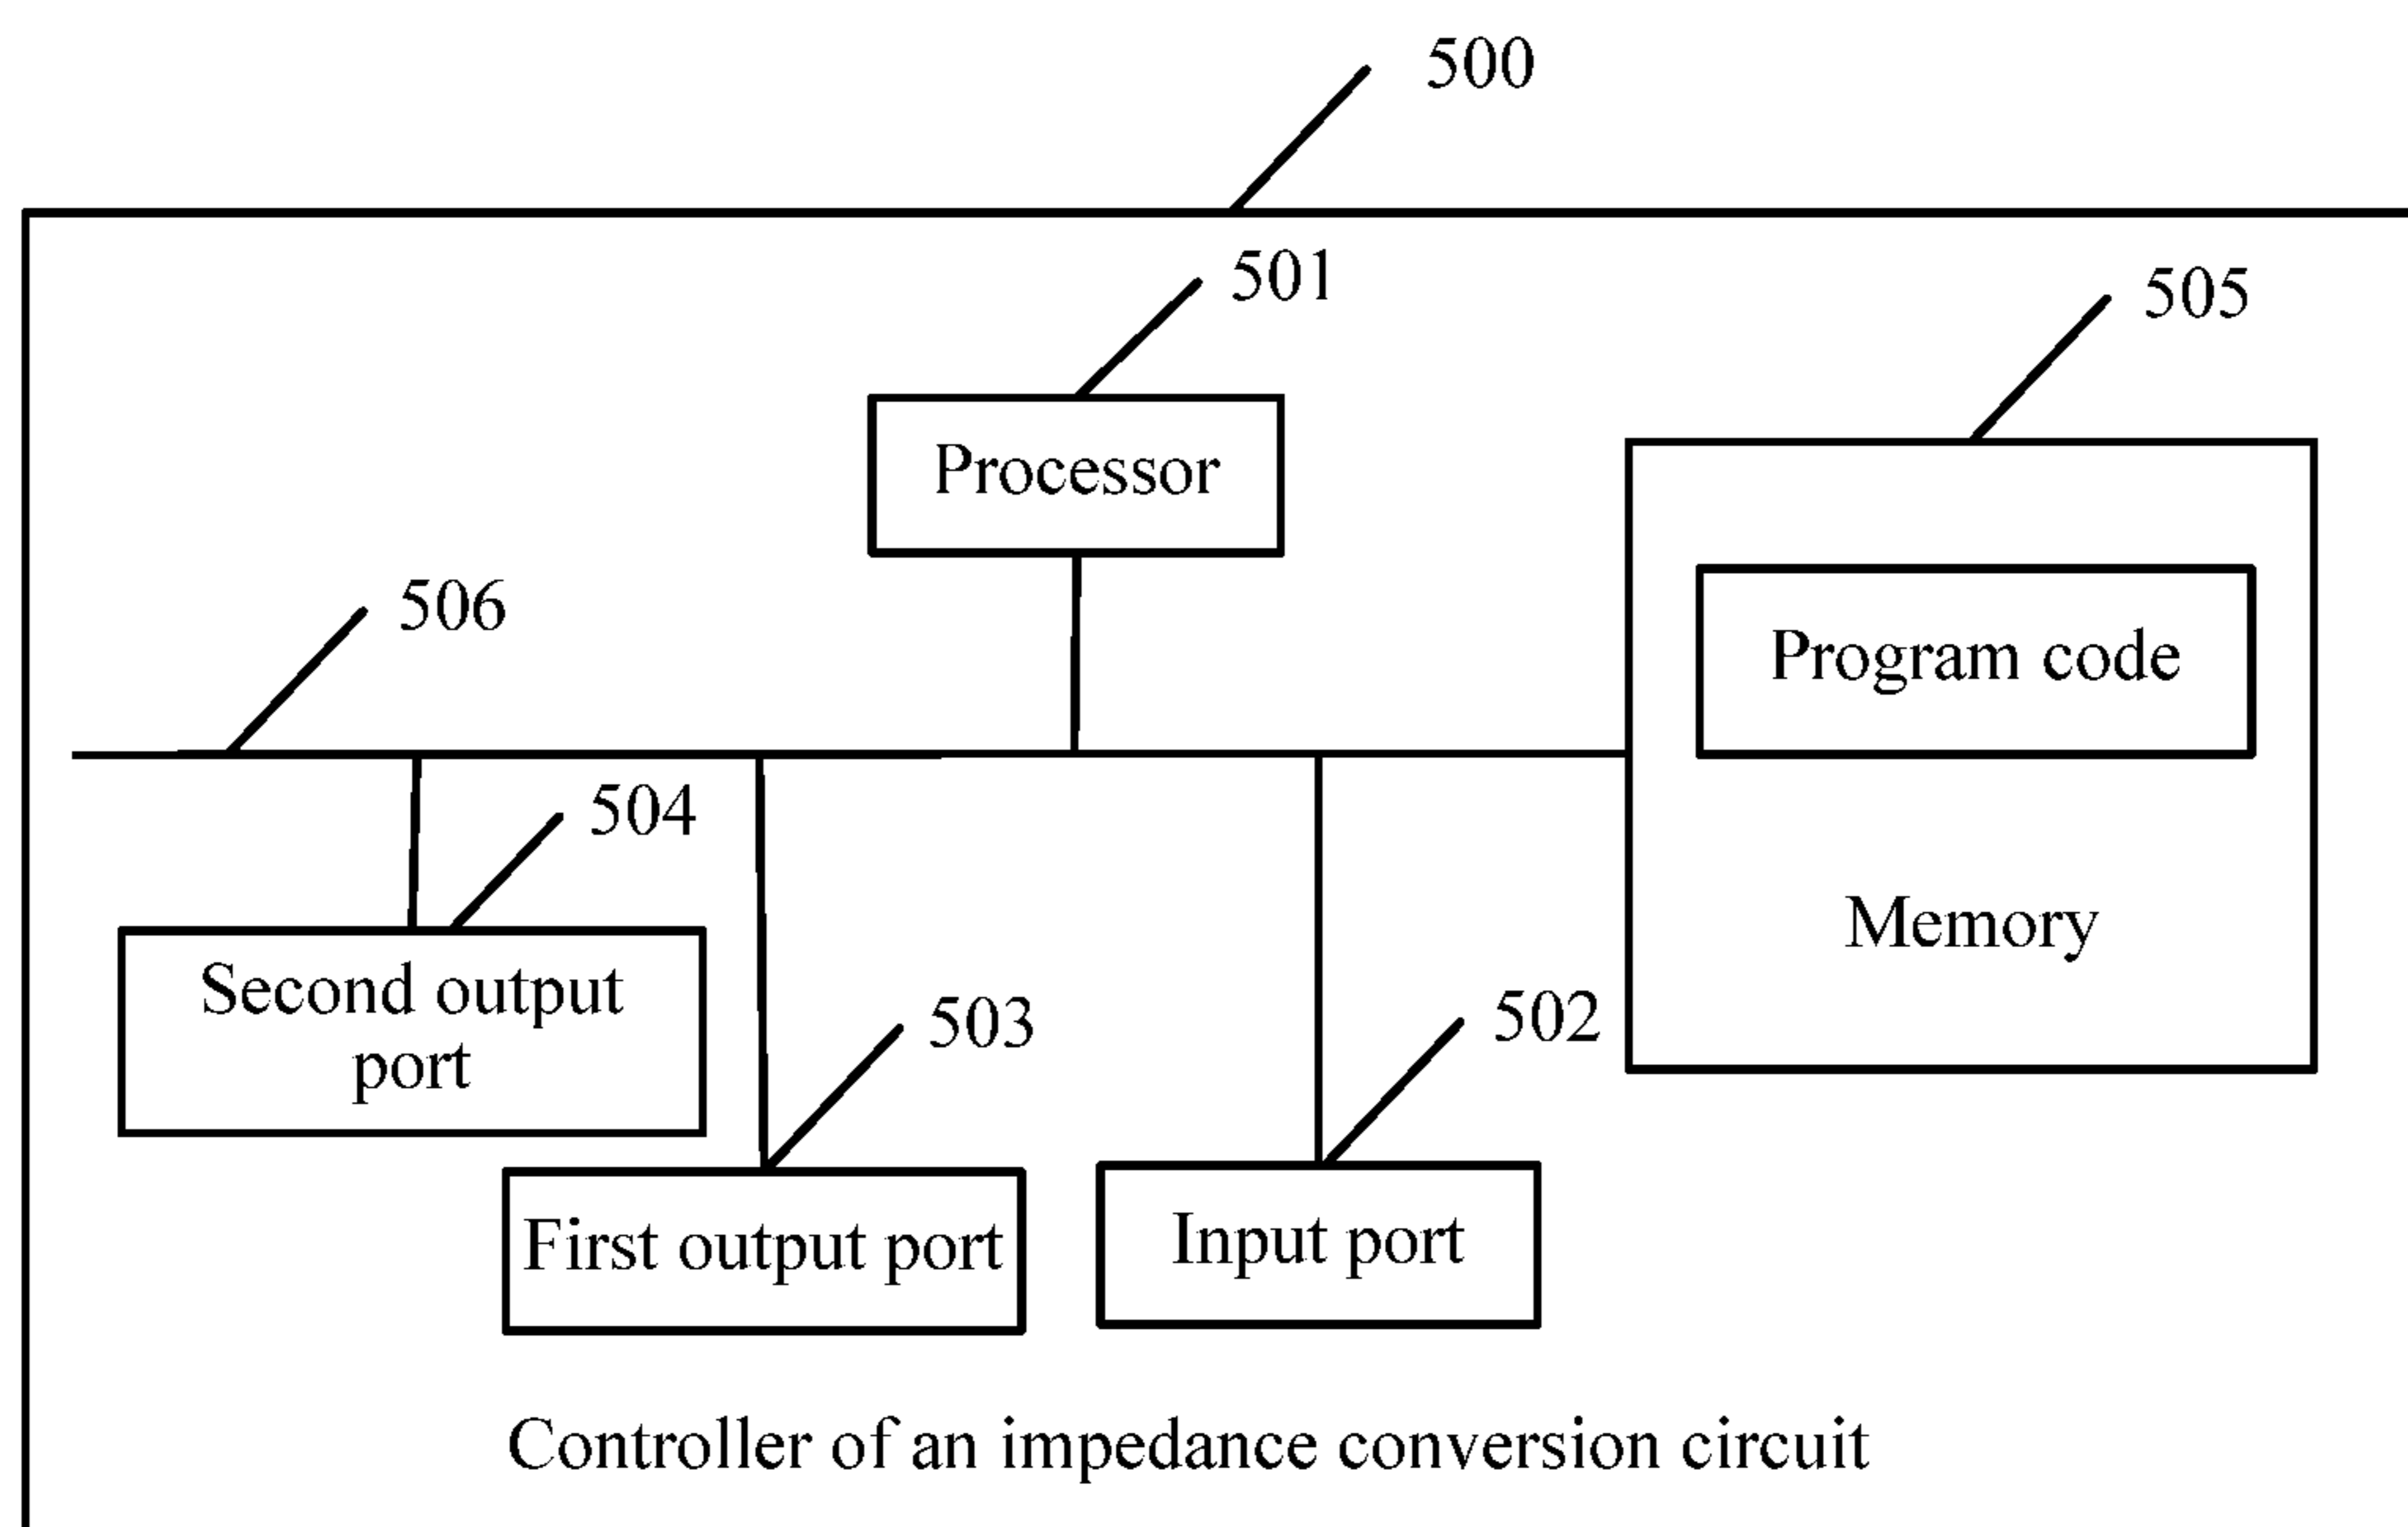 500
501
505
Processor
506
Program code
504
Memory
Second output
port
503
502
First output port
Input port
Controller of an impedance conversion circuit